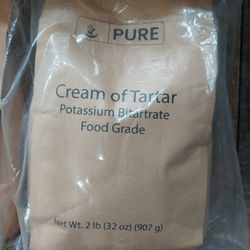 PURE
Cream of Tartar
Potassium Bitartrate
Food Grade
Net Wt. 2 lb (32 oz) (907 g)